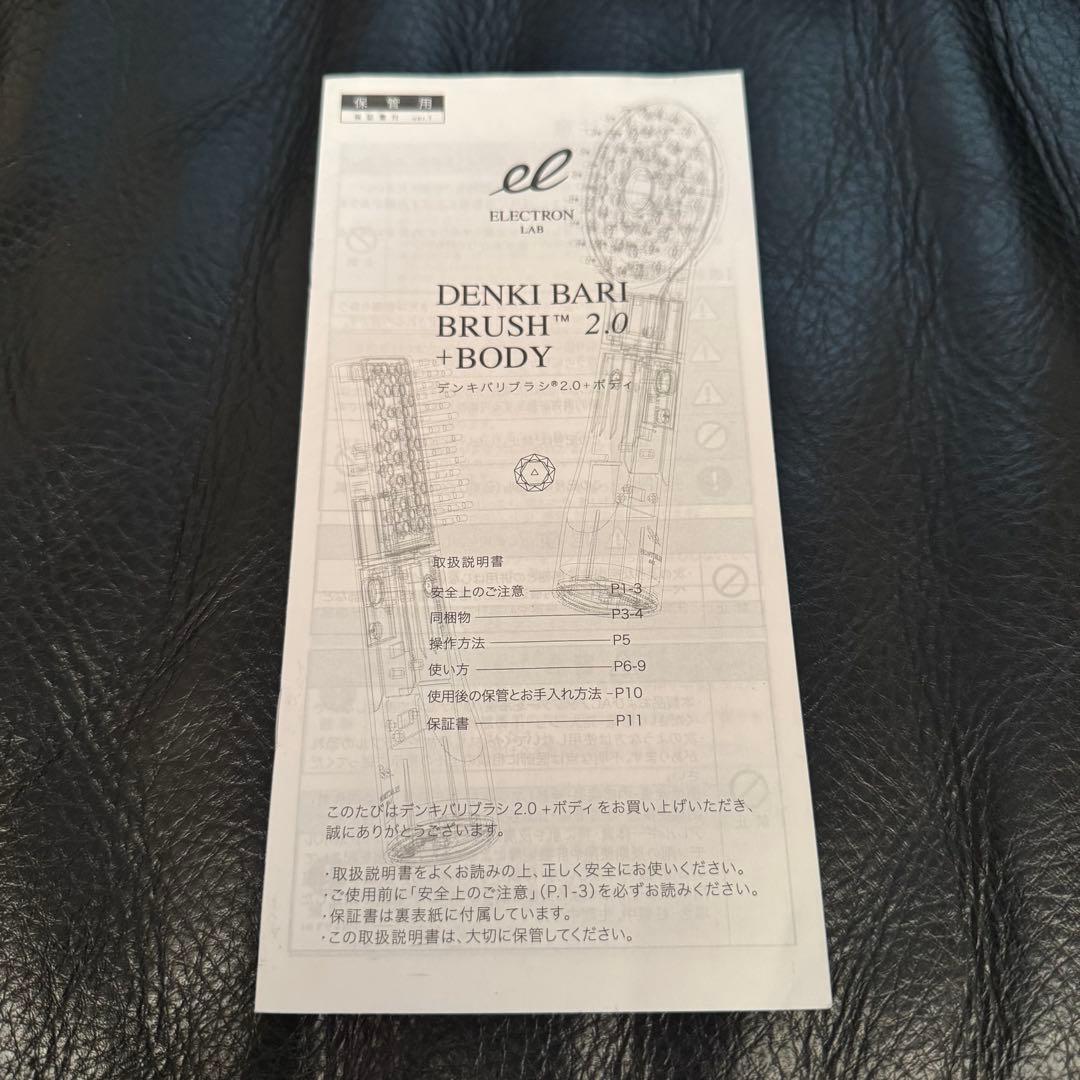 保管用
保証書付 ver.1
el
ELECTRON
LAB
DENKI BARI
BRUSH™ 2.0
+BODY
デンキバリブラシ®2.0+ボディ
取扱説明書
安全上のご注意 P1-3
同梱物 P3-4
操作方法 P5
使い方 P6-9
使用後の保管とお手入れ方法 P10
保証書 P11
このたびはデンキバリブラシ 2.0 +ボディをお買い上げいただき、
誠にありがとうございます。
・取扱説明書をよくお読みの上、正しく安全にお使いください。
・ご使用前に「安全上のご注意」(P.1-3)を必ずお読みください。
・保証書は裏表紙に付属しています。
・この取扱説明書は、大切に保管してください。